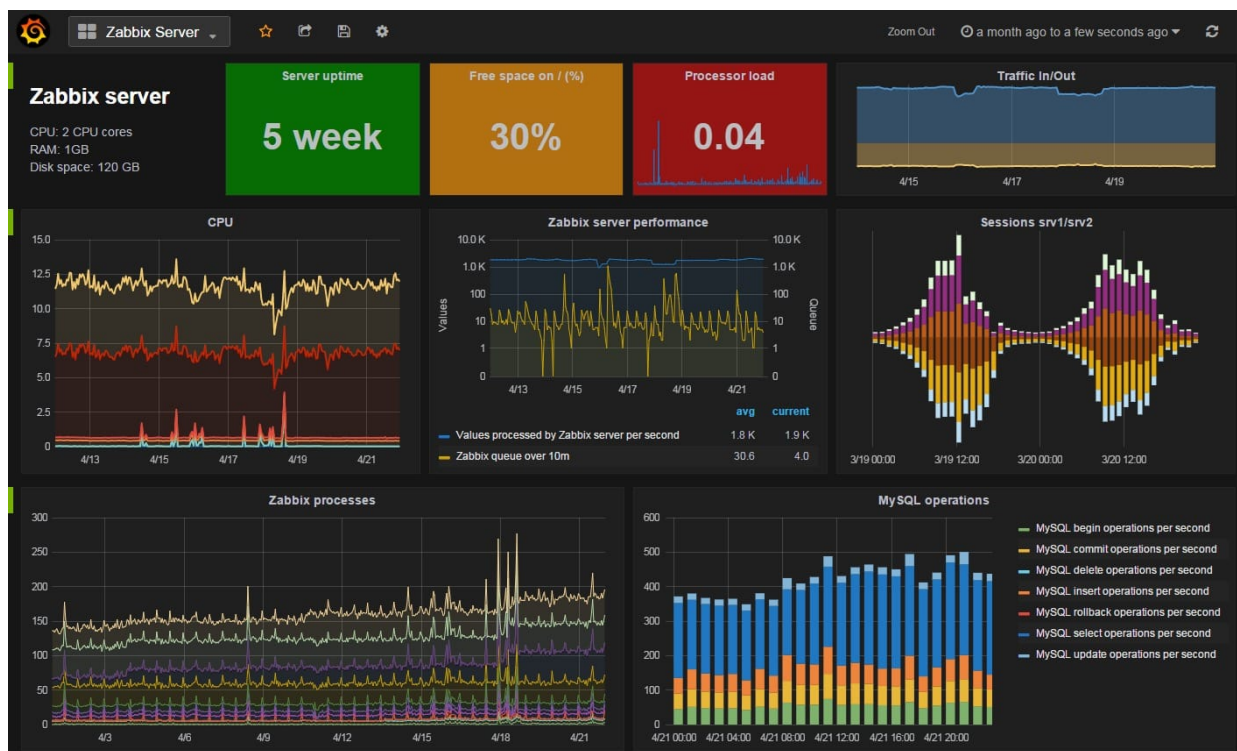 Zabbix Server
Zoom Out
a month ago to a few seconds ago
Zabbix server
CPU: 2 CPU cores
RAM: 1GB
Disk space: 120 GB
Server uptime
5 week
Free space on / (%)
30%
Processor load
0.04
Traffic In/Out
4/15 4/17 4/19
CPU
15.0
12.5
10.0
7.5
5.0
2.5
0
4/13 4/15 4/17 4/19 4/21
Zabbix server performance
10.0 K 10.0 K
1.0 K 1.0 K
100 100
10 10
1 1
0 0
Values
Queue
4/13 4/15 4/17 4/19 4/21
avg current
Values processed by Zabbix server per second 1.8 K 1.9 K
Zabbix queue over 10m 30.6 4.0
Sessions srv1/srv2
3/19 00:00 3/19 12:00 3/20 00:00 3/20 12:00
Zabbix processes
300
250
200
150
100
50
0
4/3 4/6 4/9 4/12 4/15 4/18 4/21
MySQL operations
600
500
400
300
200
100
0
4/21 00:00 4/21 04:00 4/21 08:00 4/21 12:00 4/21 16:00 4/21 20:00
MySQL begin operations per second
MySQL commit operations per second
MySQL delete operations per second
MySQL insert operations per second
MySQL rollback operations per second
MySQL select operations per second
MySQL update operations per second